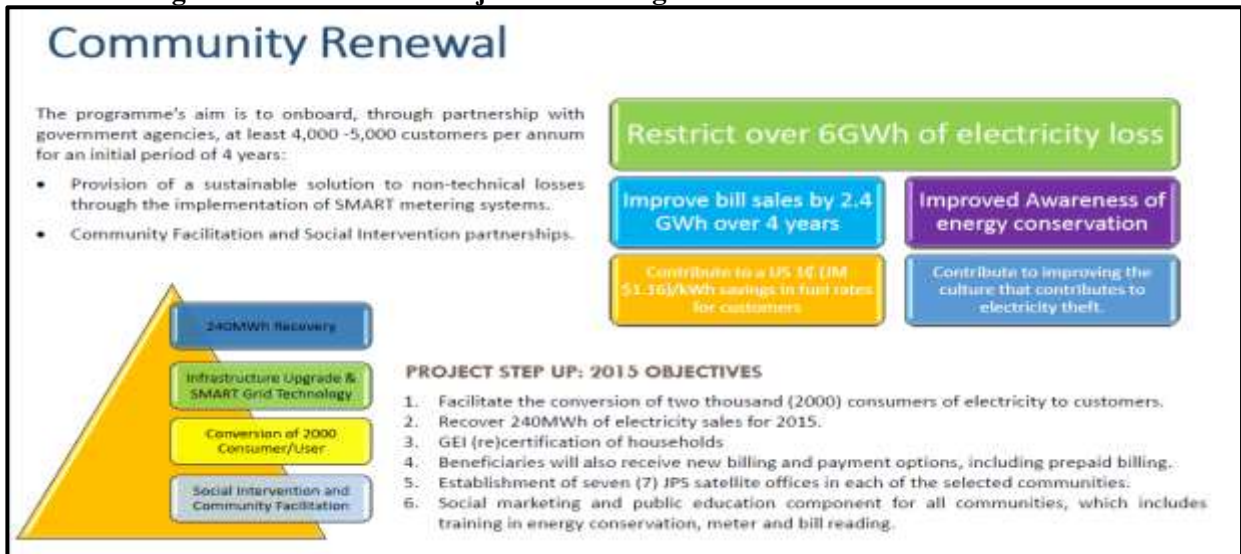 Community Renewal
The programme's aim is to onboard, through partnership with
government agencies, at least 4,000 -5,000 customers per annum
for an initial period of 4 years:
• Provision of a sustainable solution to non-technical losses
through the implementation of SMART metering systems.
• Community Facilitation and Social Intervention partnerships.
Restrict over 6GWh of electricity loss
Improve bill sales by 2.4
GWh over 4 years
Improved Awareness of
energy conservation
Contribute to a US 1¢ (JM
$1.16)/kWh savings in fuel rates
for customers
Contribute to improving the
culture that contributes to
electricity theft.
240MWh Recovery
Infrastructure Upgrade &
SMART Grid Technology
Conversion of 2000
Consumer/User
Social Intervention and
Community Facilitation
PROJECT STEP UP: 2015 OBJECTIVES
1. Facilitate the conversion of two thousand (2000) consumers of electricity to customers.
2. Recover 240MWh of electricity sales for 2015.
3. GEI (re)certification of households
4. Beneficiaries will also receive new billing and payment options, including prepaid billing.
5. Establishment of seven (7) JPS satellite offices in each of the selected communities.
6. Social marketing and public education component for all communities, which includes
training in energy conservation, meter and bill reading.